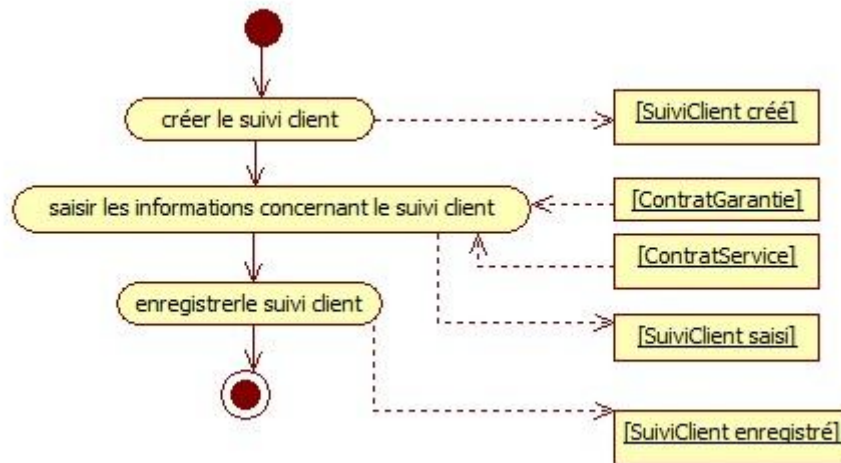 créer le suivi client
[SuiviClient créé]
saisir les informations concernant le suivi client
[ContratGarantie]
[ContratService]
enregistrerle suivi client
[SuiviClient saisi]
[SuiviClient enregistré]